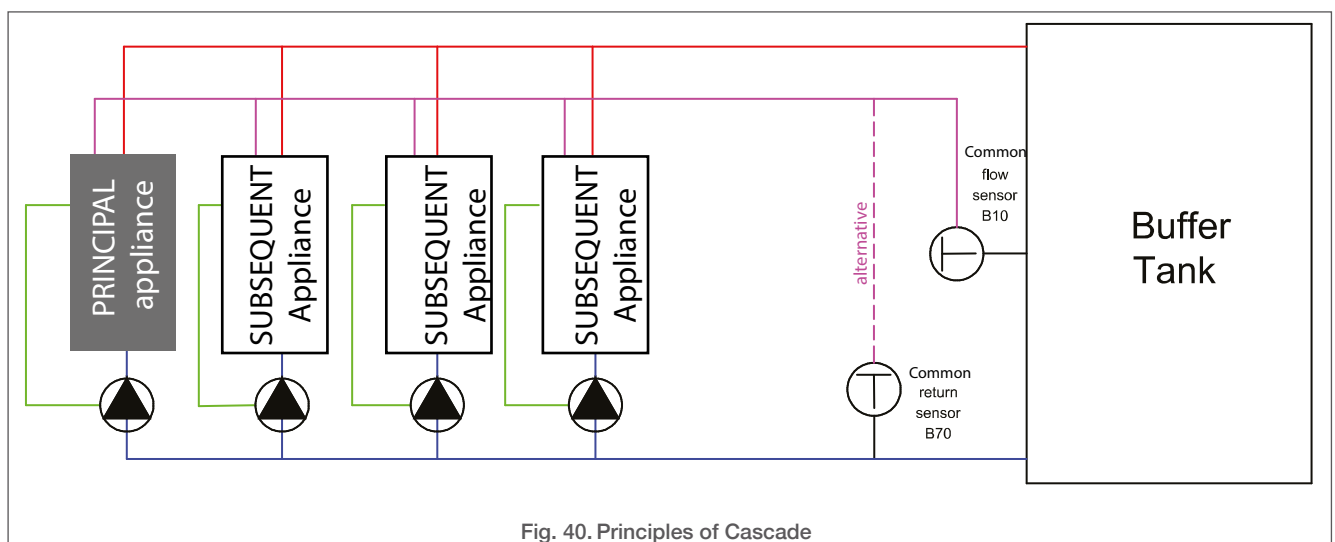 PRINCIPAL
appliance
SUBSEQUENT
Appliance
SUBSEQUENT
Appliance
SUBSEQUENT
Appliance
alternative
Common
flow
sensor
B10
Common
return
sensor
B70
Buffer
Tank
Fig. 40. Principles of Cascade